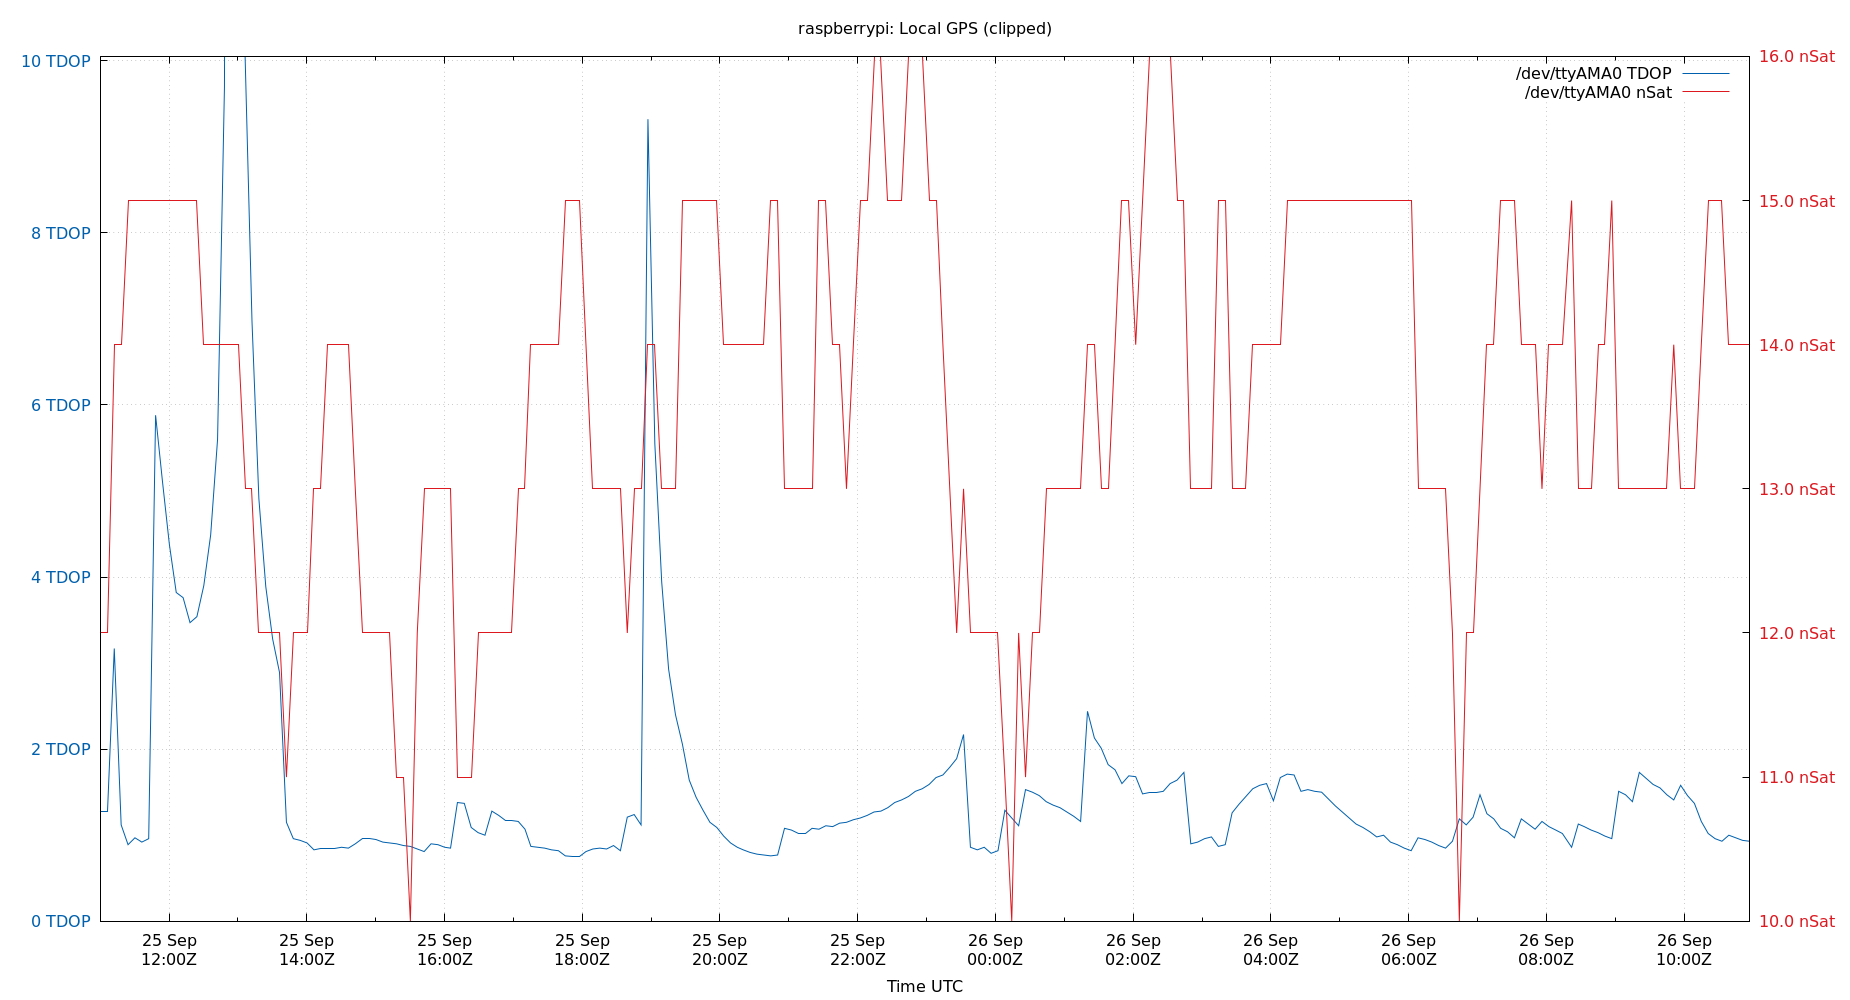 raspberrypi: Local GPS (clipped)
10 TDOP
8 TDOP
6 TDOP
4 TDOP
2 TDOP
0 TDOP
16.0 nSat
15.0 nSat
14.0 nSat
13.0 nSat
12.0 nSat
11.0 nSat
10.0 nSat
/dev/ttyAMA0 TDOP
/dev/ttyAMA0 nSat
25 Sep
12:00Z
25 Sep
14:00Z
25 Sep
16:00Z
25 Sep
18:00Z
25 Sep
20:00Z
25 Sep
22:00Z
26 Sep
00:00Z
26 Sep
02:00Z
26 Sep
04:00Z
26 Sep
06:00Z
26 Sep
08:00Z
26 Sep
10:00Z
Time UTC